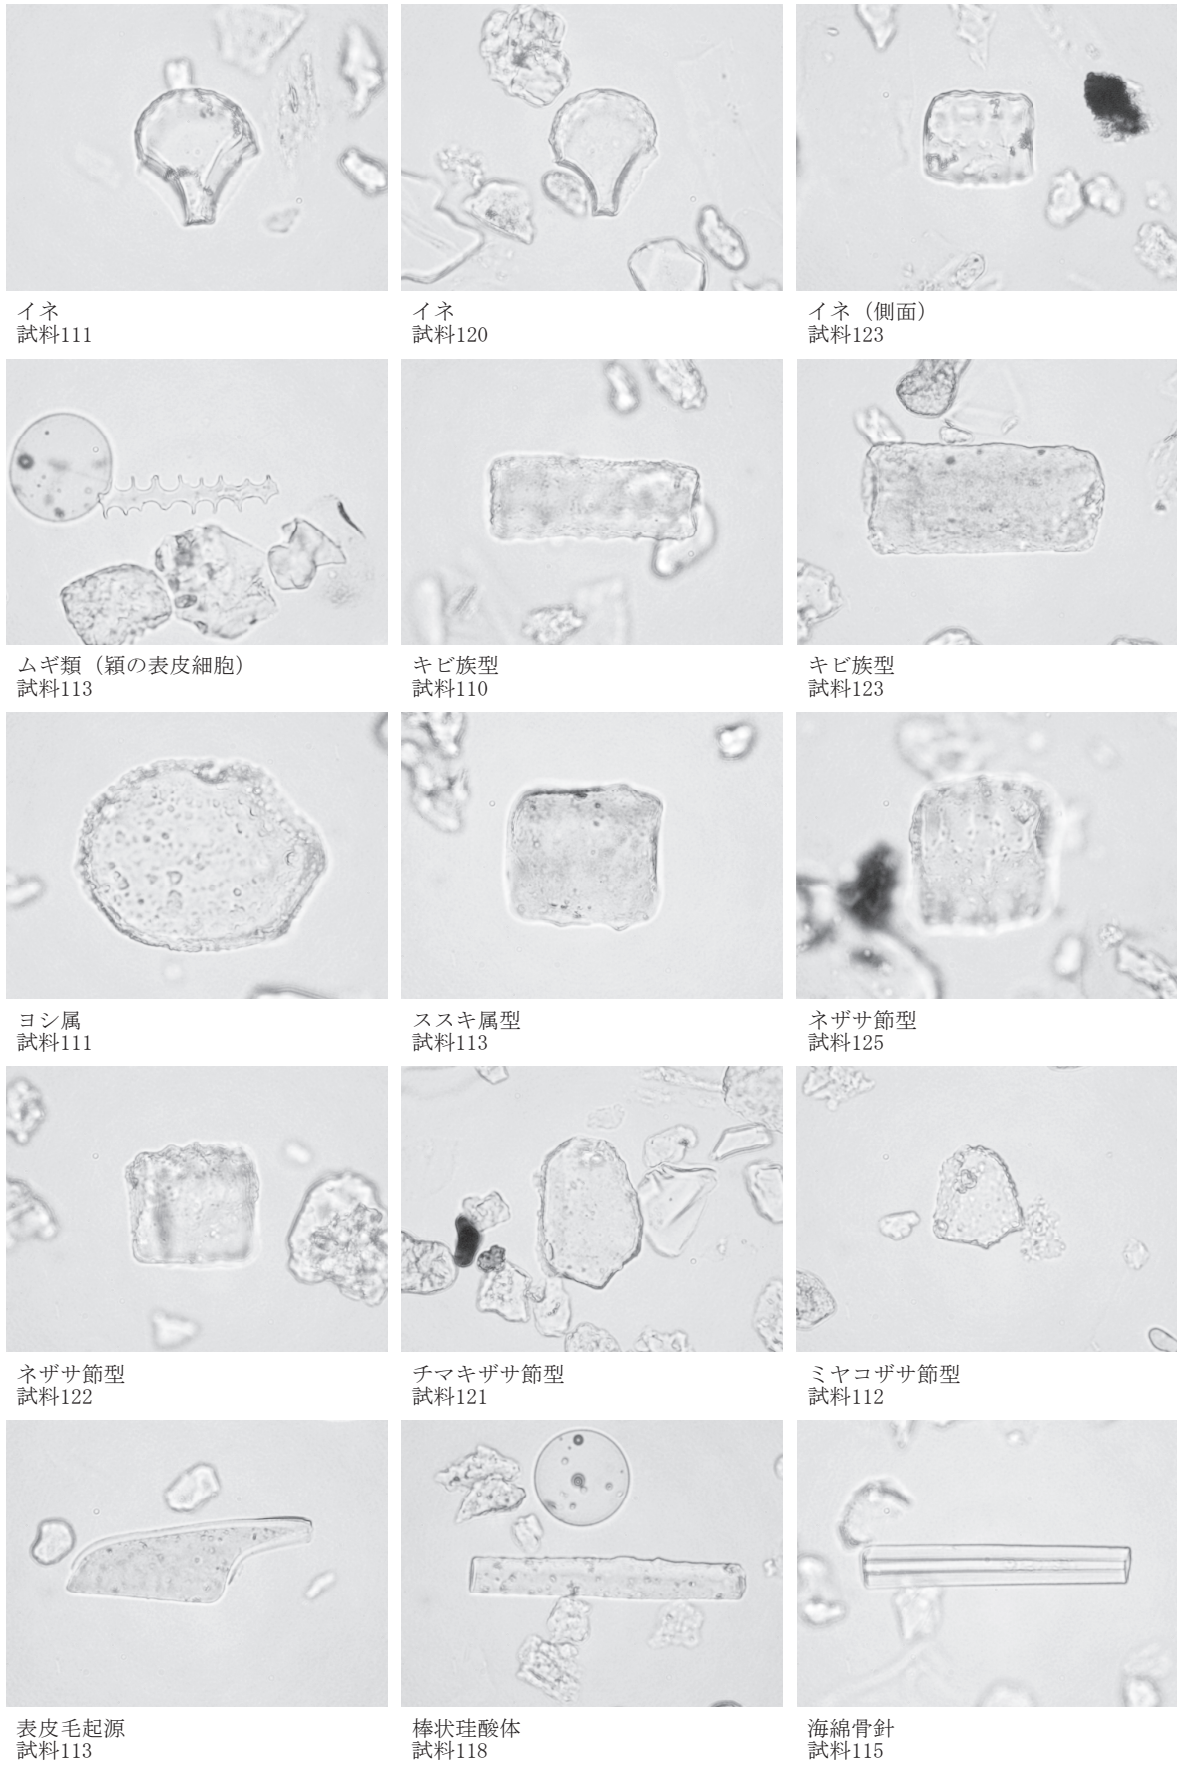 イネ
試料111
イネ
試料120
イネ（側面）
試料123
ムギ類（穎の表皮細胞）
試料113
キビ族型
試料110
キビ族型
試料123
ヨシ属
試料111
ススキ属型
試料113
ネザサ節型
試料125
ネザサ節型
試料122
チマキザサ節型
試料121
ミヤコザサ節型
試料112
表皮毛起源
試料113
棒状珪酸体
試料118
海綿骨針
試料115